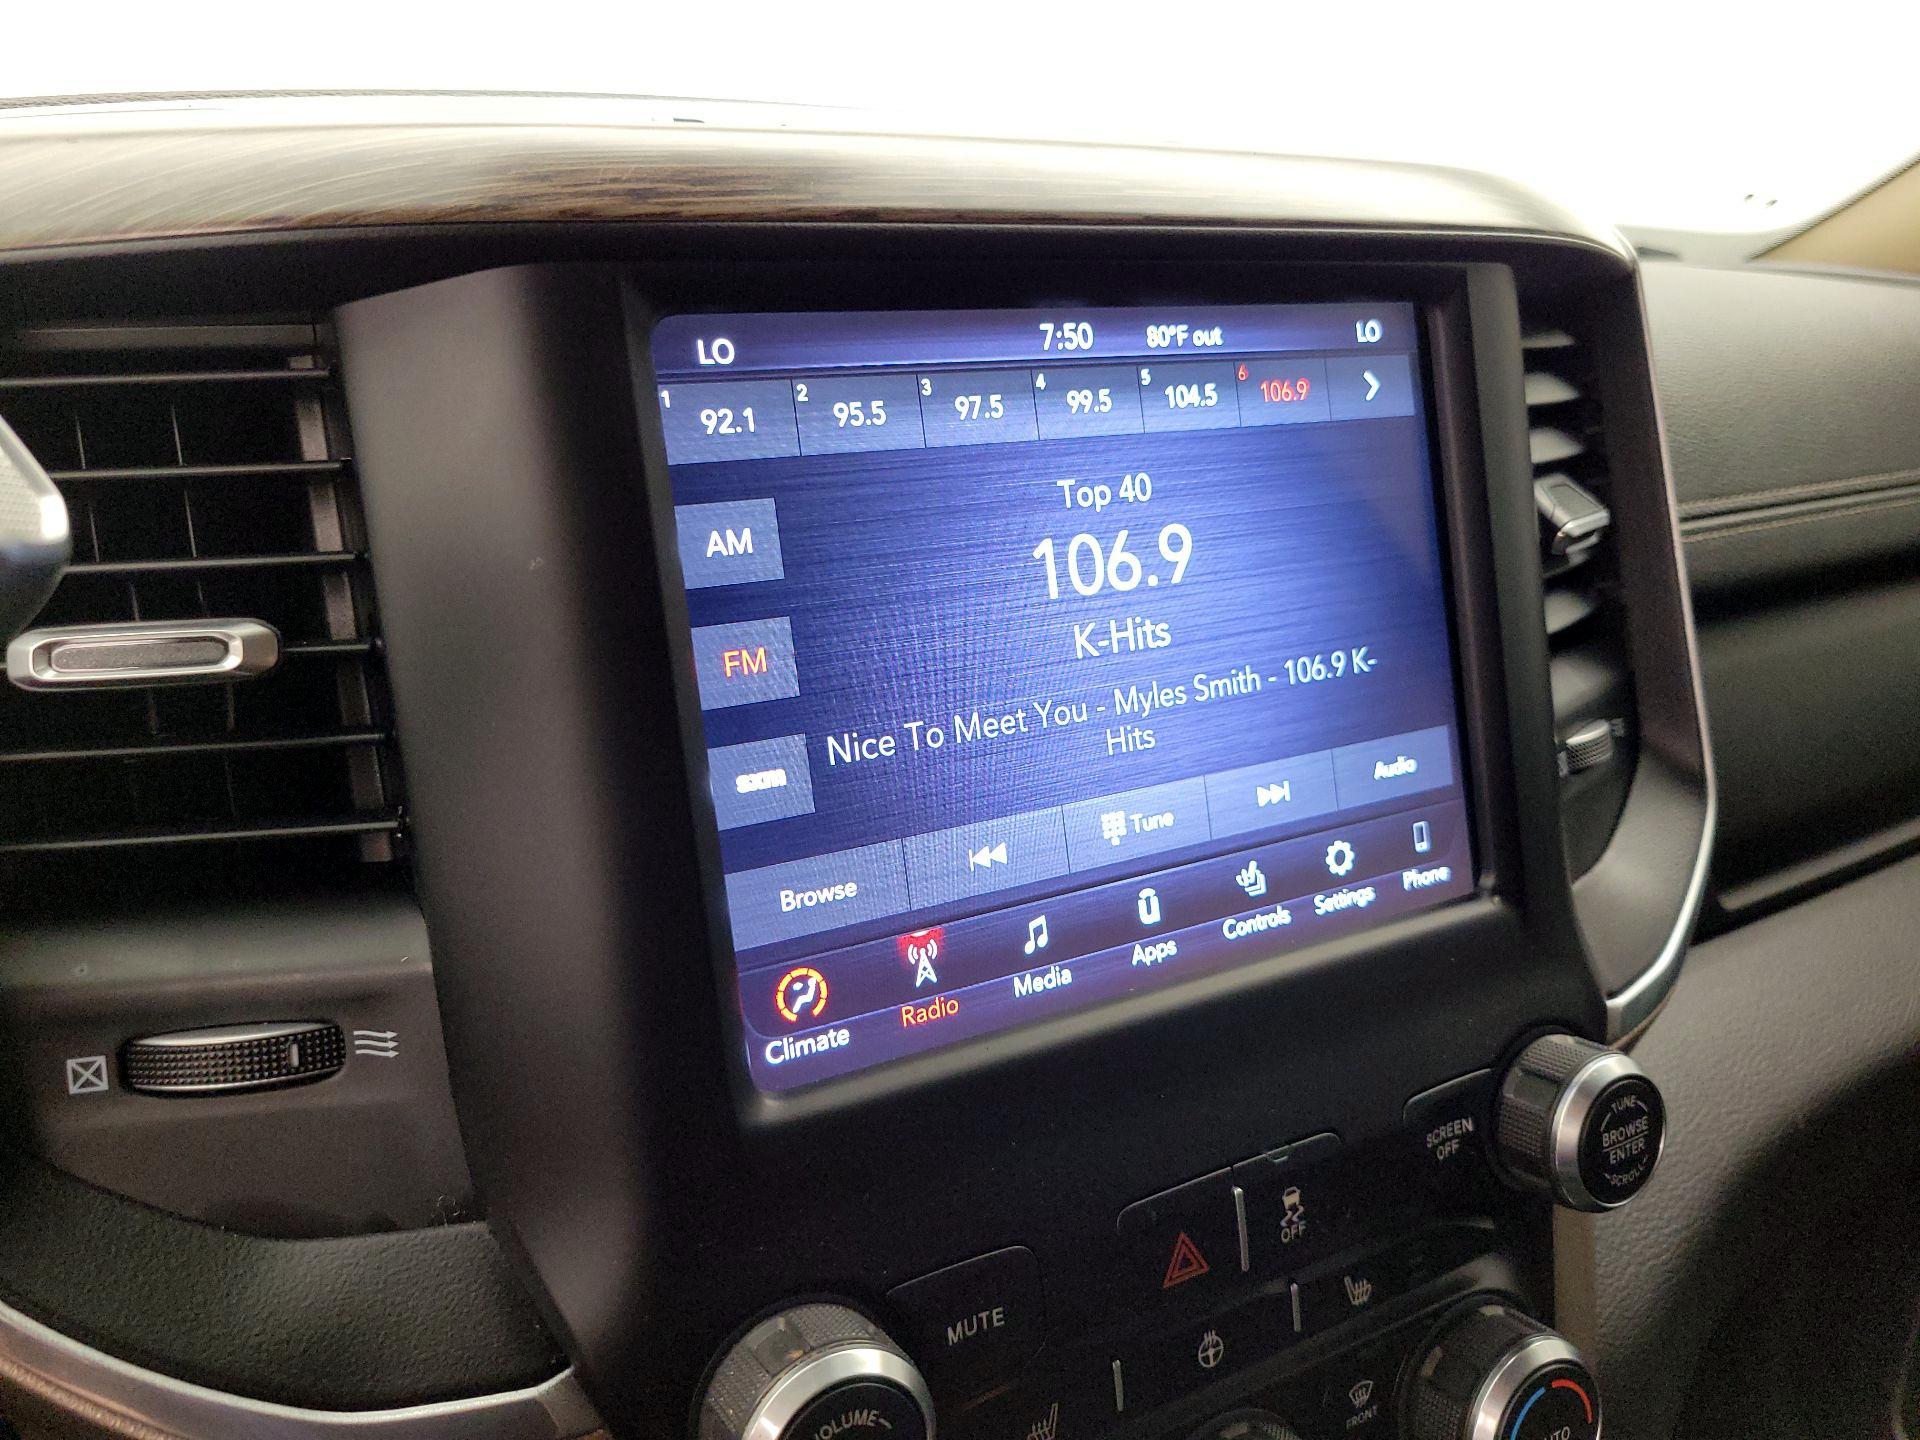 LO 7:50 80°F out LO
1 92.1 2 95.5 3 97.5 4 99.5 5 104.5 6 106.9
Top 40
AM
106.9
K-Hits
FM
Nice To Meet You - Myles Smith - 106.9 K-
Hits
sxm
Browse Tune Audio
Climate Radio Media Apps Controls Settings Phone
SCREEN
OFF
TUNE
BROWSE
ENTER
SCROLL
OFF
MUTE
FRONT
VOLUME
AUTO